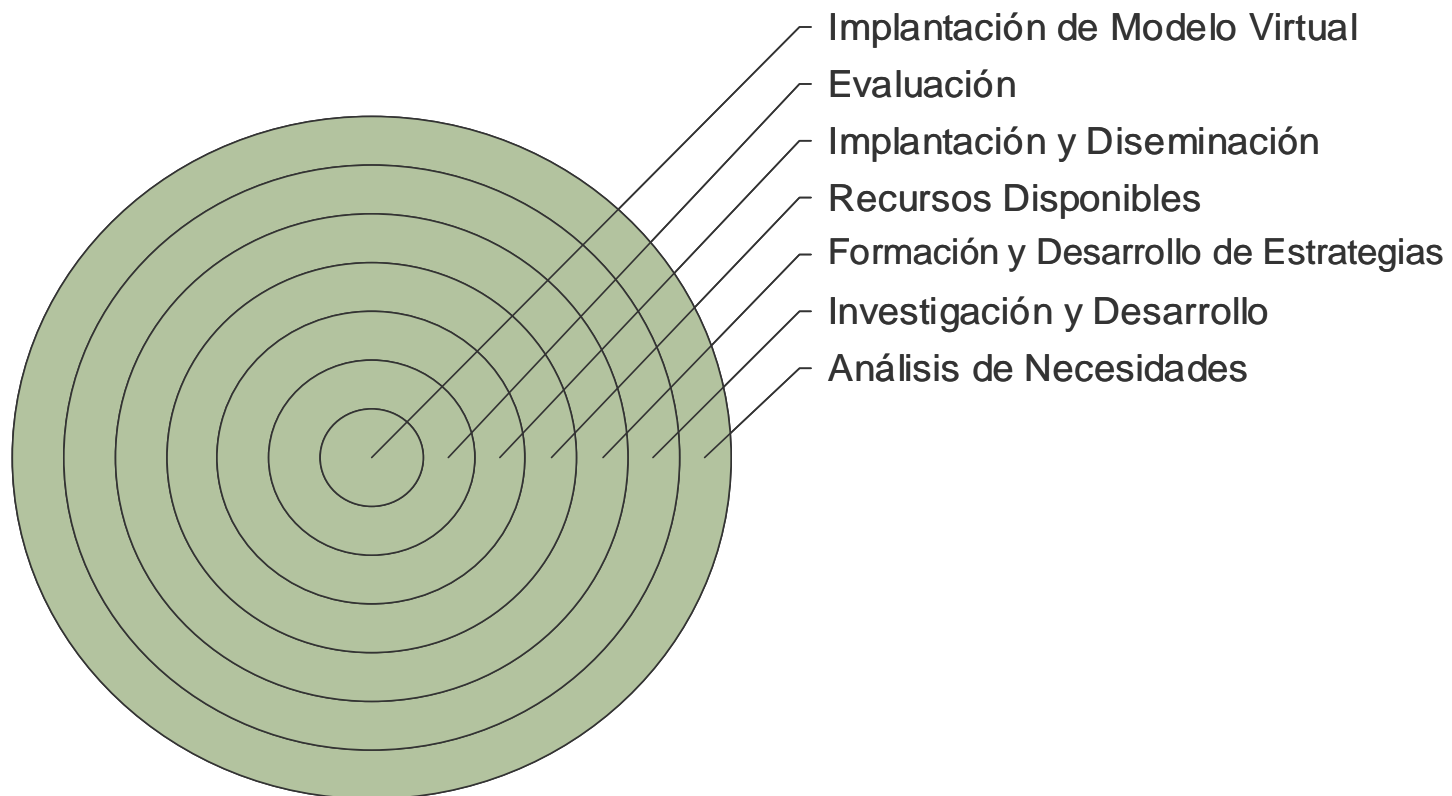 Implantación de Modelo Virtual
Evaluación
Implantación y Diseminación
Recursos Disponibles
Formación y Desarrollo de Estrategias
Investigación y Desarrollo
Análisis de Necesidades